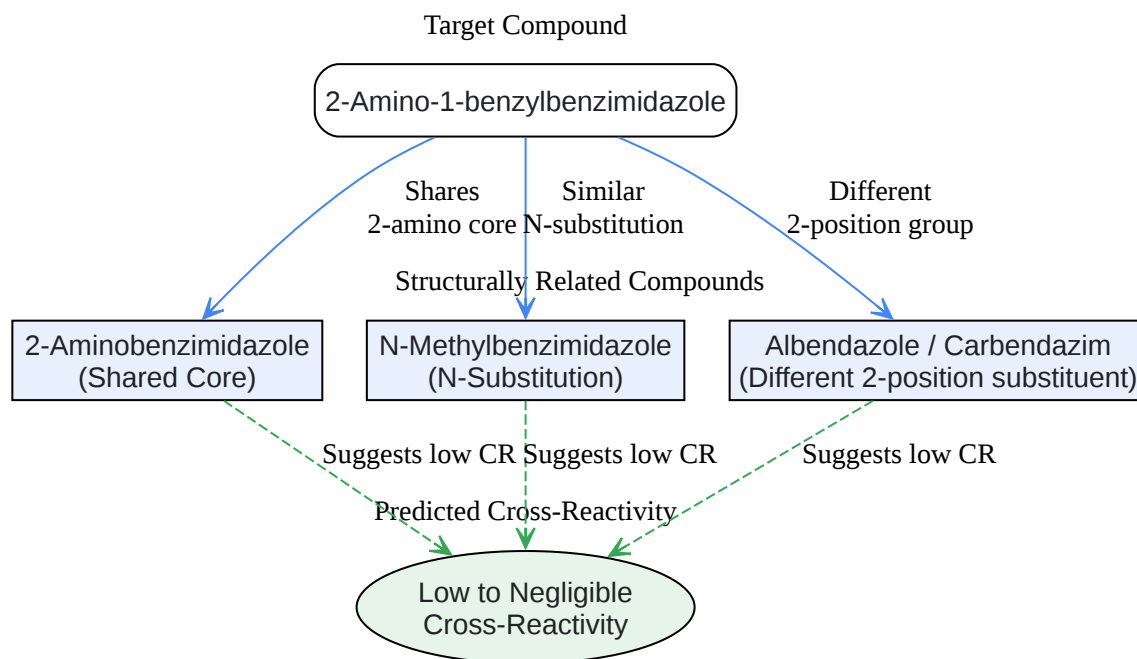 Target Compound
2-Amino-1-benzylbenzimidazole
Shares
2-amino core
Similar
N-substitution
Different
2-position group
Structurally Related Compounds
2-Aminobenzimidazole
(Shared Core)
N-Methylbenzimidazole
(N-Substitution)
Albendazole / Carbendazim
(Different 2-position substituent)
Suggests low CR
Suggests low CR
Suggests low CR
Predicted Cross-Reactivity
Low to Negligible
Cross-Reactivity